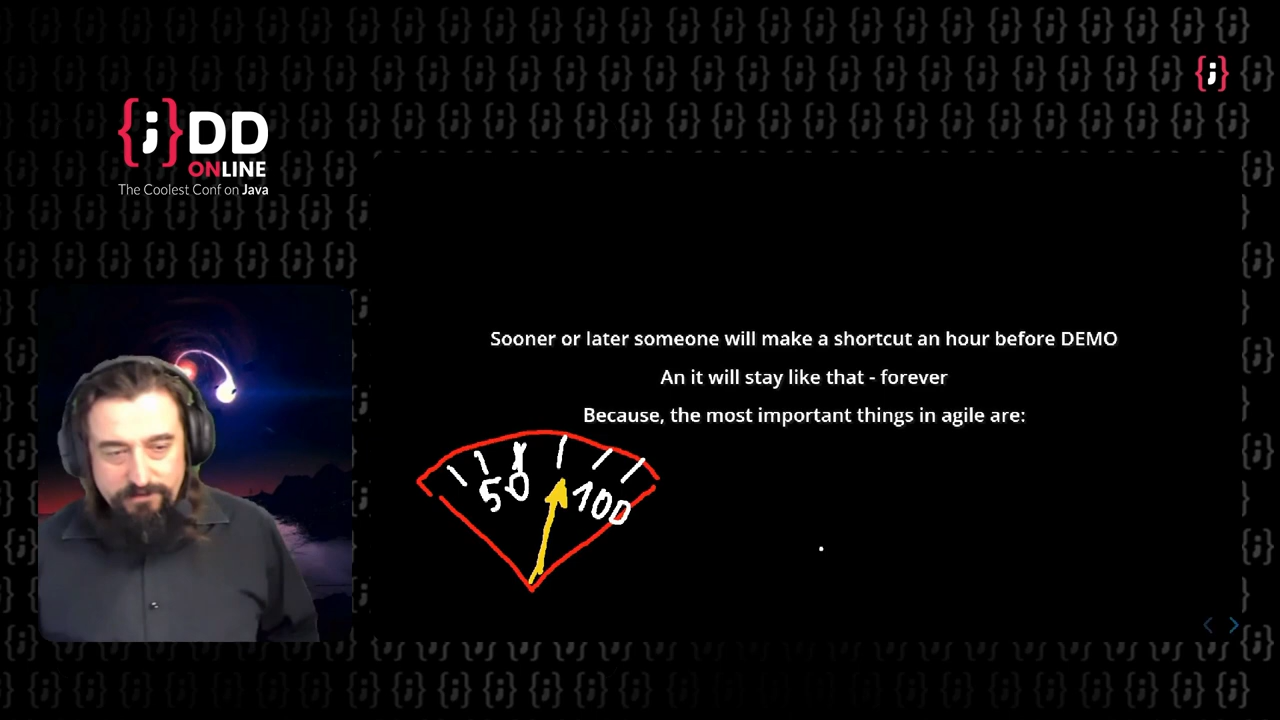 {;}DD
ONLINE
The Coolest Conf on Java
{;}
Sooner or later someone will make a shortcut an hour before DEMO
An it will stay like that - forever
Because, the most important things in agile are:
50
100